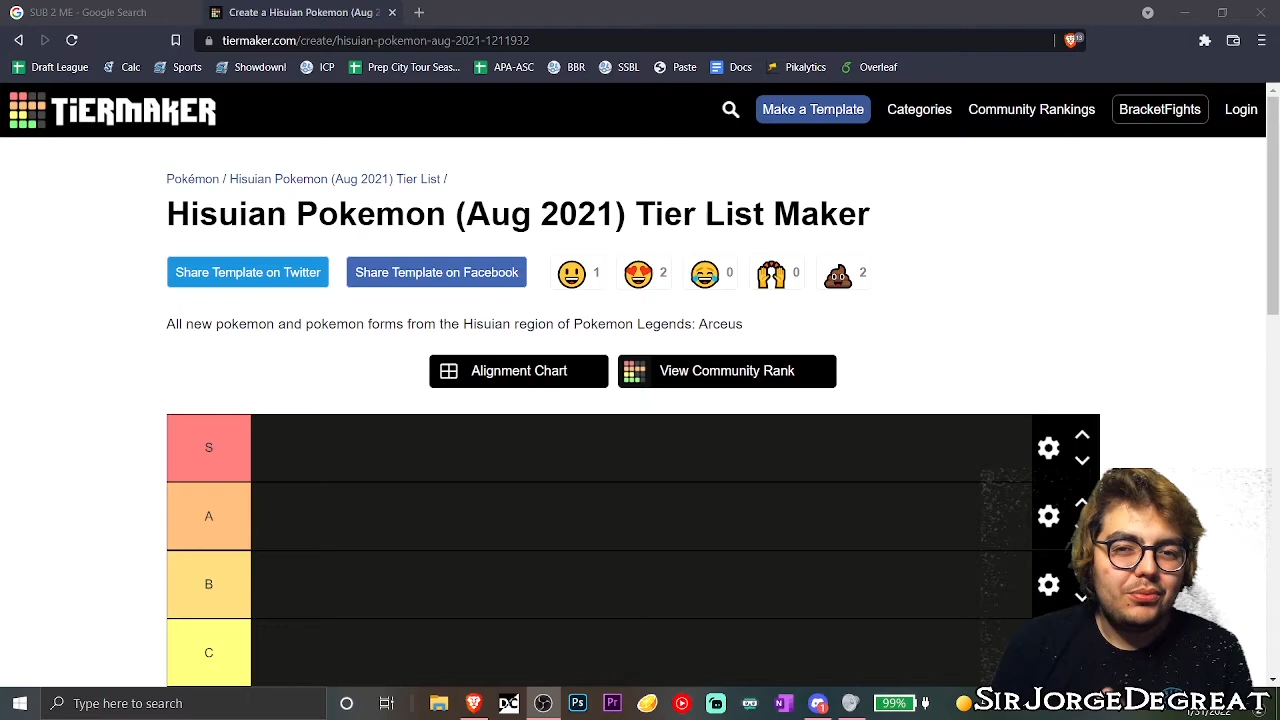 SUB 2 ME - Google Search
Create a Hisuian Pokemon (Aug 2
tiermaker.com/create/hisuian-pokemon-aug-2021-1211932
13
Draft League
Calc
Sports
Showdown!
ICP
Prep City Tour Seas...
APA-ASC
BBR
SSBL
Paste
Docs
Pikalytics
Overleaf
TIERMAKER
Make a Template
Categories
Community Rankings
BracketFights
Login
Pokémon / Hisuian Pokemon (Aug 2021) Tier List /
Hisuian Pokemon (Aug 2021) Tier List Maker
Share Template on Twitter
Share Template on Facebook
1
2
0
0
2
All new pokemon and pokemon forms from the Hisuian region of Pokemon Legends: Arceus
Alignment Chart
View Community Rank
S
A
B
C
Type here to search
99%
SirJorgeDegreat
1/31/2022